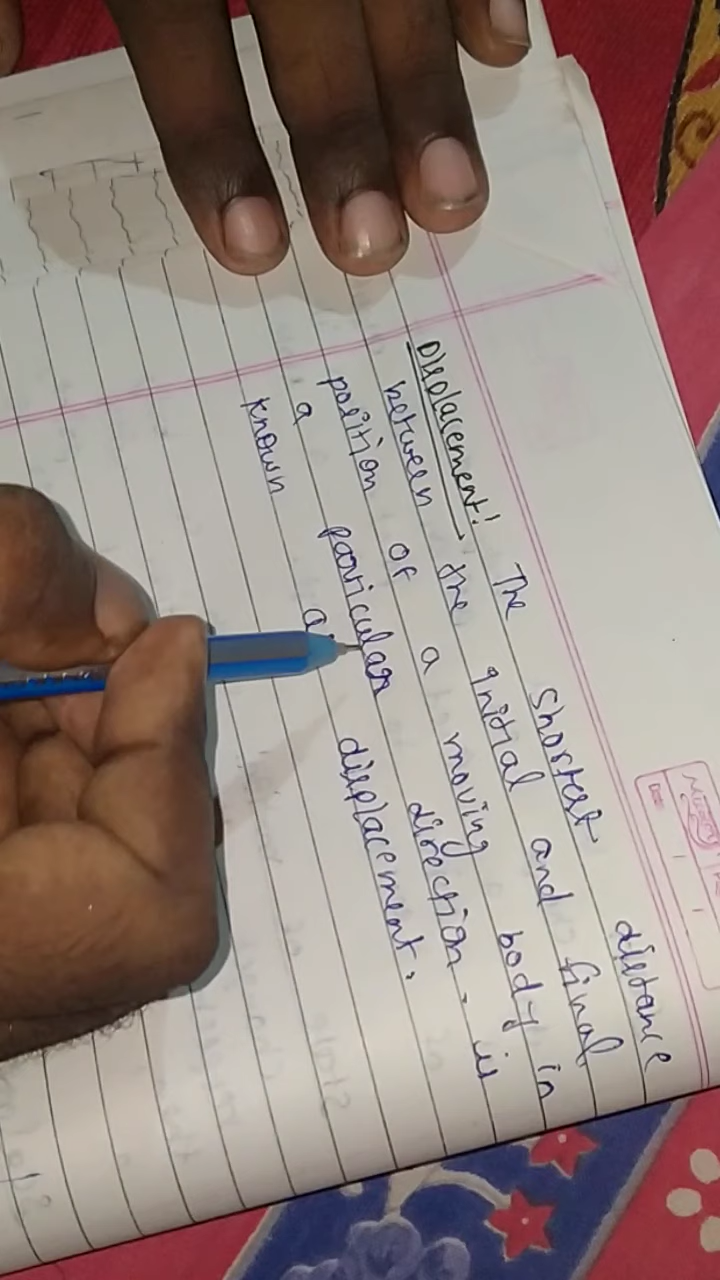 Displacement: The shortest distance
between the initial and final
position of a moving body in
a particular direction. is
known as displacement.